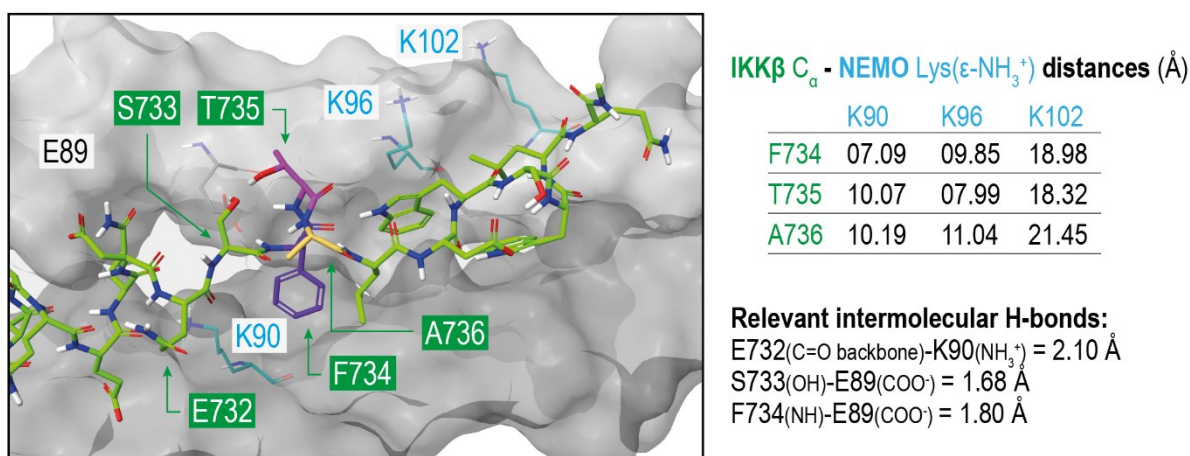 K102
S733
T735
K96
E89
K90
A736
F734
E732
IKKβ Cα - NEMO Lys(ε-NH₃⁺) distances (Å)
K90 K96 K102
F734 07.09 09.85 18.98
T735 10.07 07.99 18.32
A736 10.19 11.04 21.45
Relevant intermolecular H-bonds:
E732(C=O backbone)-K90(NH₃⁺) = 2.10 Å
S733(OH)-E89(COO⁻) = 1.68 Å
F734(NH)-E89(COO⁻) = 1.80 Å